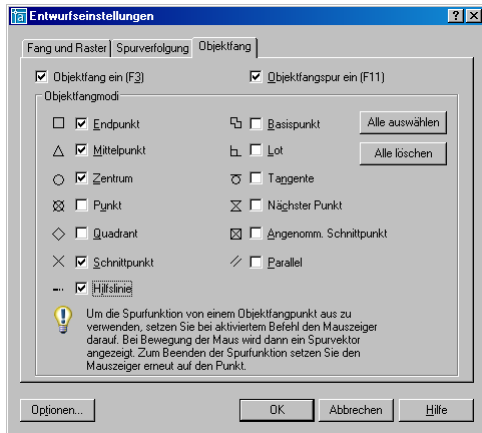 Entwurfseinstellungen
Fang und Raster Spurverfolgung Objektfang
Objektfang ein (F3) Objektfangspur ein (F11)
Objektfangmodi
Endpunkt Basispunkt Alle auswählen
Mittelpunkt Lot Alle löschen
Zentrum Tangente
Punkt Nächster Punkt
Quadrant Angenomm. Schnittpunkt
Schnittpunkt Parallel
Hilfslinie
Um die Spurfunktion von einem Objektfangpunkt aus zu
verwenden, setzen Sie bei aktiviertem Befehl den Mauszeiger
darauf. Bei Bewegung der Maus wird dann ein Spurvektor
angezeigt. Zum Beenden der Spurfunktion setzen Sie den
Mauszeiger erneut auf den Punkt.
Optionen... OK Abbrechen Hilfe